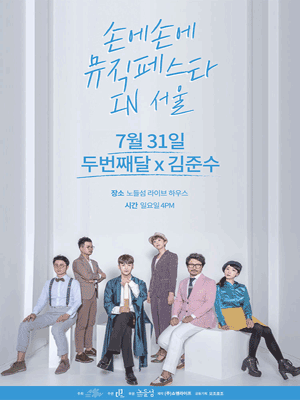 손에손에
뮤직페스타
IN 서울
7월 31일
두번째달 x 김준수
장소 노들섬 라이브 하우스
시간 일요일 4PM